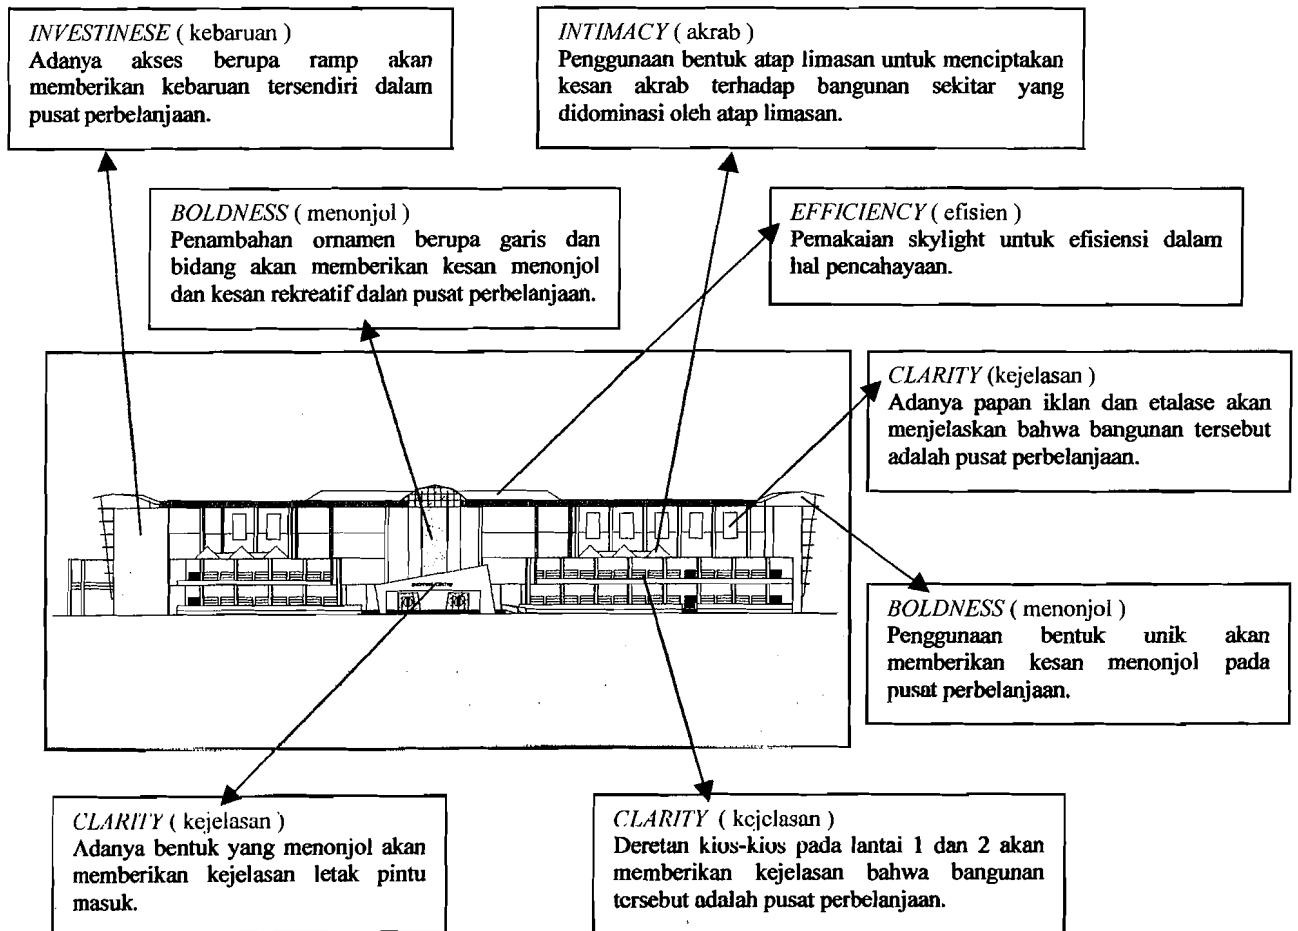 INVESTINESE ( kebaruan )
Adanya akses berupa ramp akan
memberikan kebaruan tersendiri dalam
pusat perbelanjaan.
INTIMACY ( akrab )
Penggunaan bentuk atap limasan untuk menciptakan
kesan akrab terhadap bangunan sekitar yang
didominasi oleh atap limasan.
BOLDNESS ( menonjol )
Penambahan ornamen berupa garis dan
bidang akan memberikan kesan menonjol
dan kesan rekreatif dalan pusat perbelanjaan.
EFFICIENCY ( efisien )
Pemakaian skylight untuk efisiensi dalam
hal pencahayaan.
CLARITY (kejelasan )
Adanya papan iklan dan etalase akan
menjelaskan bahwa bangunan tersebut
adalah pusat perbelanjaan.
BOLDNESS ( menonjol )
Penggunaan bentuk unik akan
memberikan kesan menonjol pada
pusat perbelanjaan.
CLARITY ( kejelasan )
Adanya bentuk yang menonjol akan
memberikan kejelasan letak pintu
masuk.
CLARITY ( kejelasan )
Deretan kios-kios pada lantai 1 dan 2 akan
memberikan kejelasan bahwa bangunan
tersebut adalah pusat perbelanjaan.